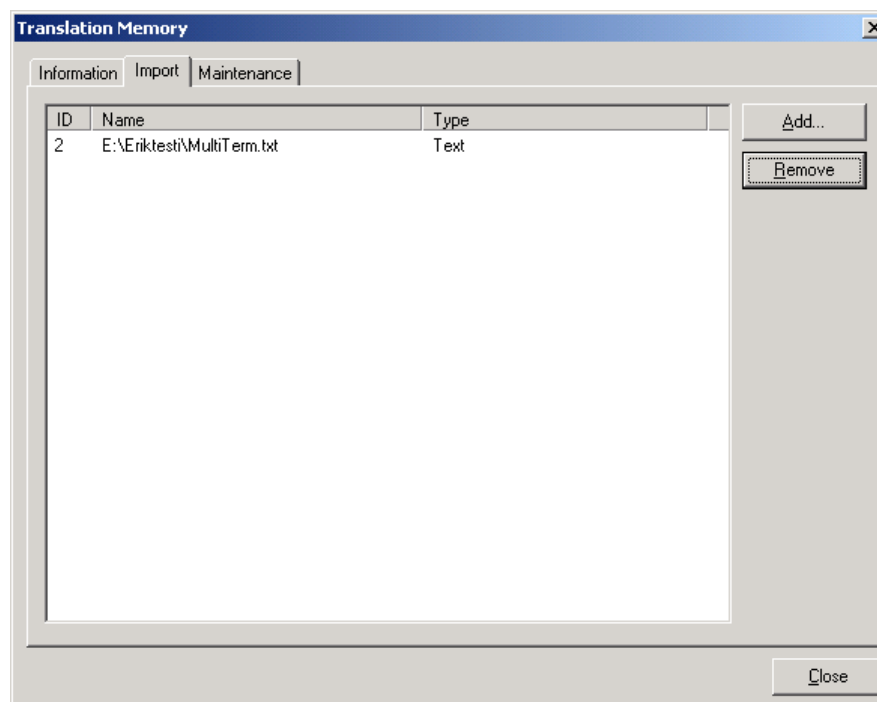 Translation Memory
Information Import Maintenance
ID Name Type
2 E:\Eriktesti\MultiTerm.txt Text
Add...
Remove
Close